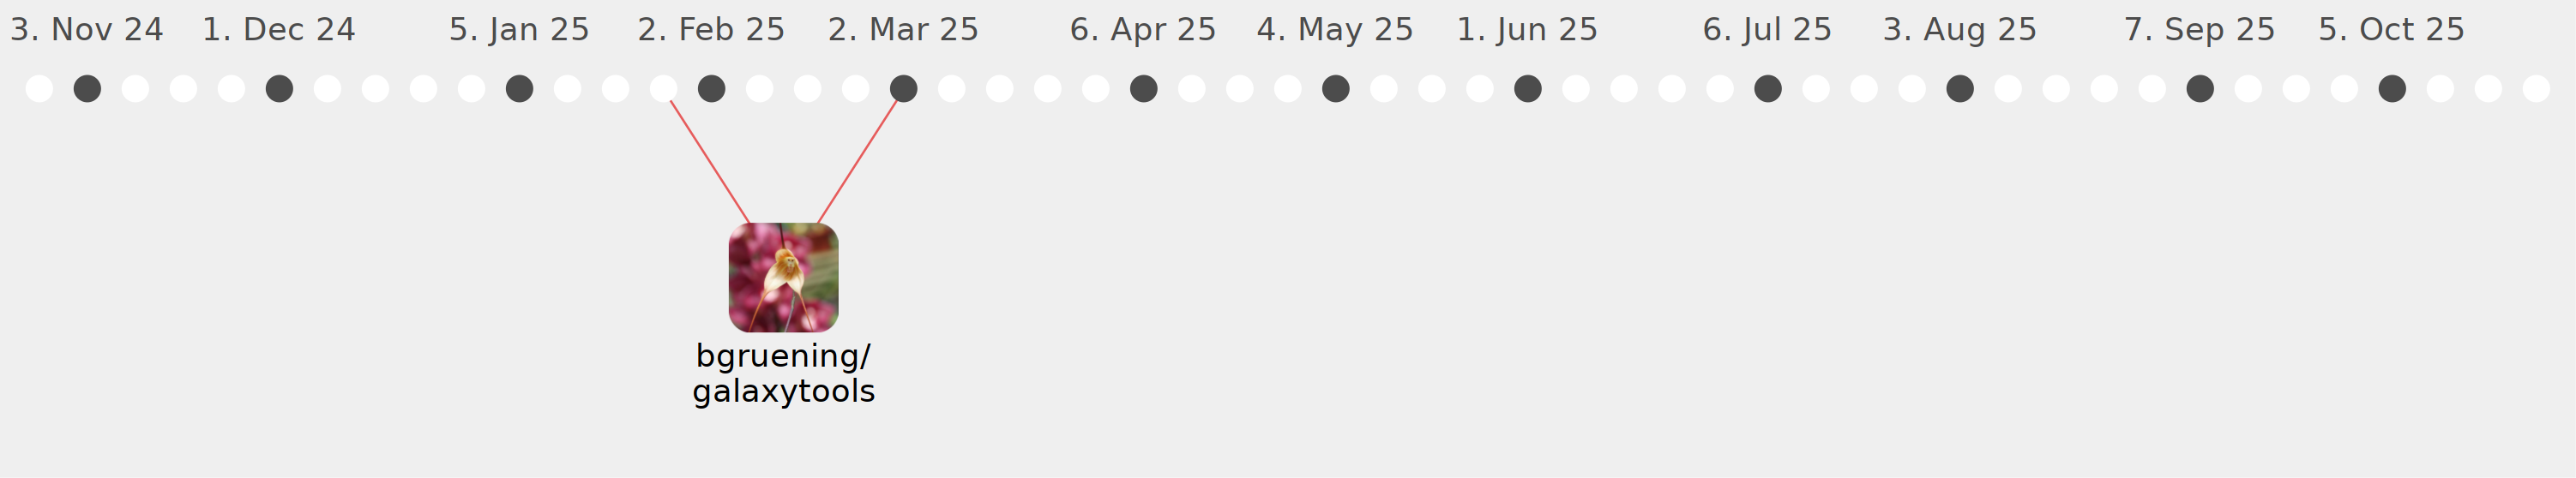 3. Nov 24 1. Dec 24 5. Jan 25 2. Feb 25 2. Mar 25 6. Apr 25 4. May 25 1. Jun 25 6. Jul 25 3. Aug 25 7. Sep 25 5. Oct 25
bgruening/
galaxytools